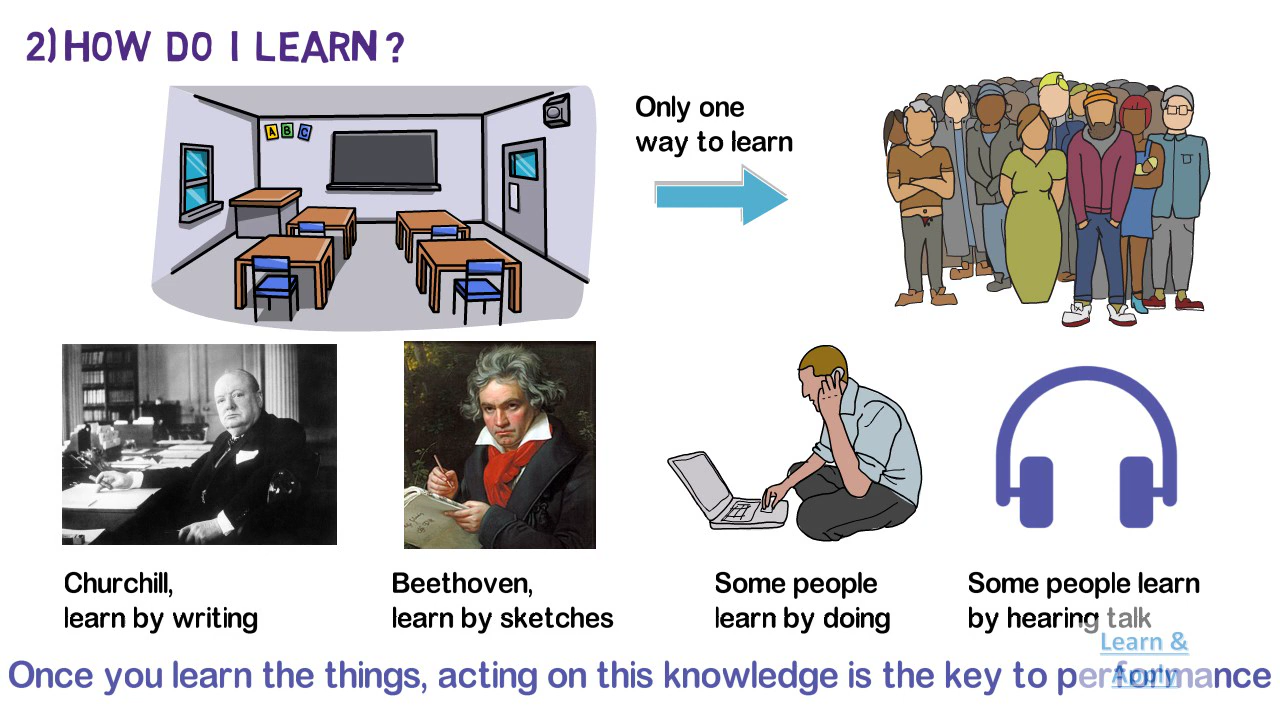 2) HOW DO I LEARN?
A B C
Only one
way to learn
Churchill,
learn by writing
Beethoven,
learn by sketches
Some people
learn by doing
Some people learn
by hearing talk
Learn &
Apply
Once you learn the things, acting on this knowledge is the key to performance